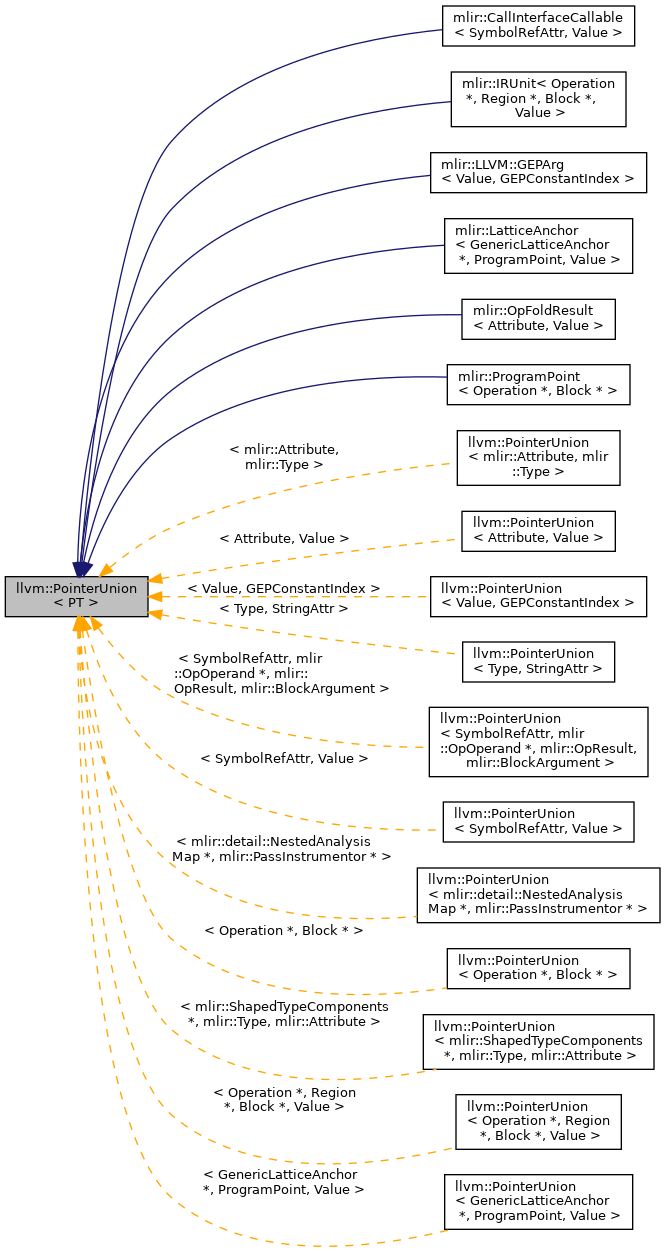 mlir::CallInterfaceCallable
< SymbolRefAttr, Value >
mlir::IRUnit< Operation
*, Region *, Block *,
Value >
mlir::LLVM::GEPArg
< Value, GEPConstantIndex >
mlir::LatticeAnchor
< GenericLatticeAnchor
*, ProgramPoint, Value >
mlir::OpFoldResult
< Attribute, Value >
mlir::ProgramPoint
< Operation *, Block * >
llvm::PointerUnion
< mlir::Attribute, mlir
::Type >
< mlir::Attribute,
mlir::Type >
llvm::PointerUnion
< Attribute, Value >
< Attribute, Value >
llvm::PointerUnion
< PT >
< Value, GEPConstantIndex >
llvm::PointerUnion
< Value, GEPConstantIndex >
< Type, StringAttr >
llvm::PointerUnion
< Type, StringAttr >
< SymbolRefAttr, mlir
::OpOperand *, mlir::
OpResult, mlir::BlockArgument >
llvm::PointerUnion
< SymbolRefAttr, mlir
::OpOperand *, mlir::OpResult,
mlir::BlockArgument >
< SymbolRefAttr, Value >
llvm::PointerUnion
< SymbolRefAttr, Value >
< mlir::detail::NestedAnalysis
Map *, mlir::PassInstrumentor * >
llvm::PointerUnion
< mlir::detail::NestedAnalysis
Map *, mlir::PassInstrumentor * >
< Operation *, Block * >
llvm::PointerUnion
< Operation *, Block * >
< mlir::ShapedTypeComponents
*, mlir::Type, mlir::Attribute >
llvm::PointerUnion
< mlir::ShapedTypeComponents
*, mlir::Type, mlir::Attribute >
< Operation *, Region
*, Block *, Value >
llvm::PointerUnion
< Operation *, Region
*, Block *, Value >
< GenericLatticeAnchor
*, ProgramPoint, Value >
llvm::PointerUnion
< GenericLatticeAnchor
*, ProgramPoint, Value >